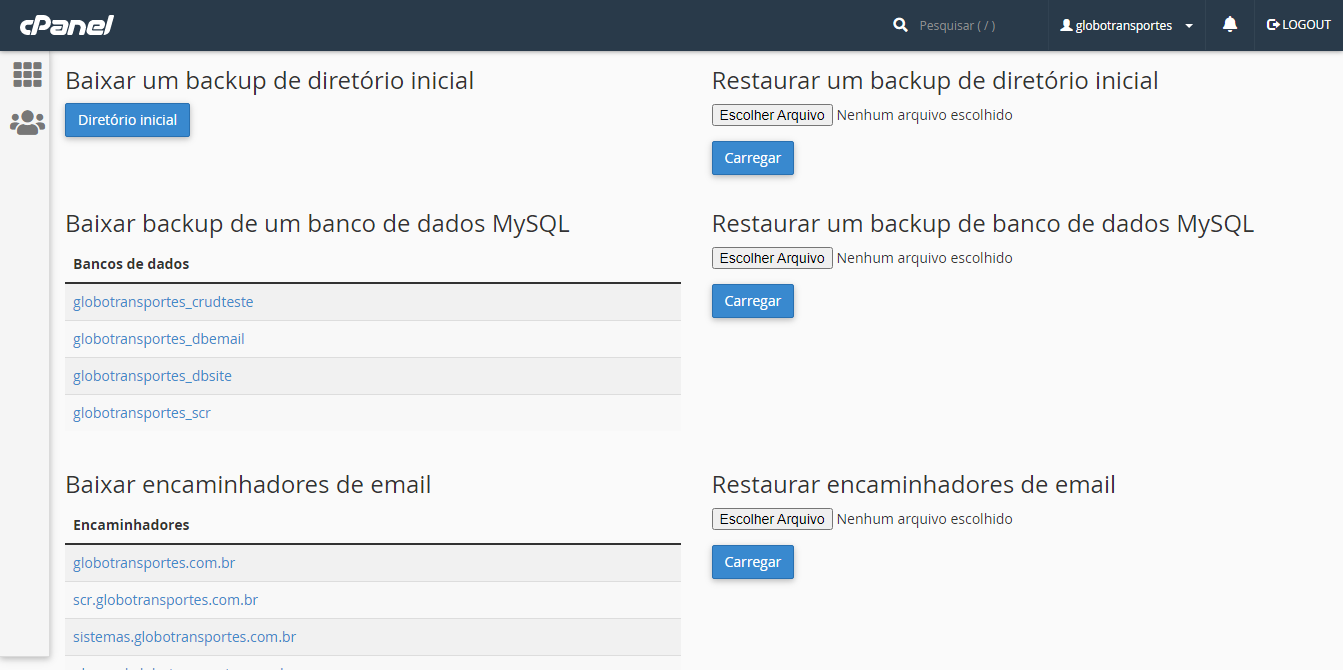 cPanel
Pesquisar ( / )
globotransportes
LOGOUT
Baixar um backup de diretório inicial
Diretório inicial
Restaurar um backup de diretório inicial
Escolher Arquivo Nenhum arquivo escolhido
Carregar
Baixar backup de um banco de dados MySQL
Bancos de dados
globotransportes_crudteste
globotransportes_dbemail
globotransportes_dbsite
globotransportes_scr
Restaurar um backup de banco de dados MySQL
Escolher Arquivo Nenhum arquivo escolhido
Carregar
Baixar encaminhadores de email
Encaminhadores
globotransportes.com.br
scr.globotransportes.com.br
sistemas.globotransportes.com.br
Restaurar encaminhadores de email
Escolher Arquivo Nenhum arquivo escolhido
Carregar